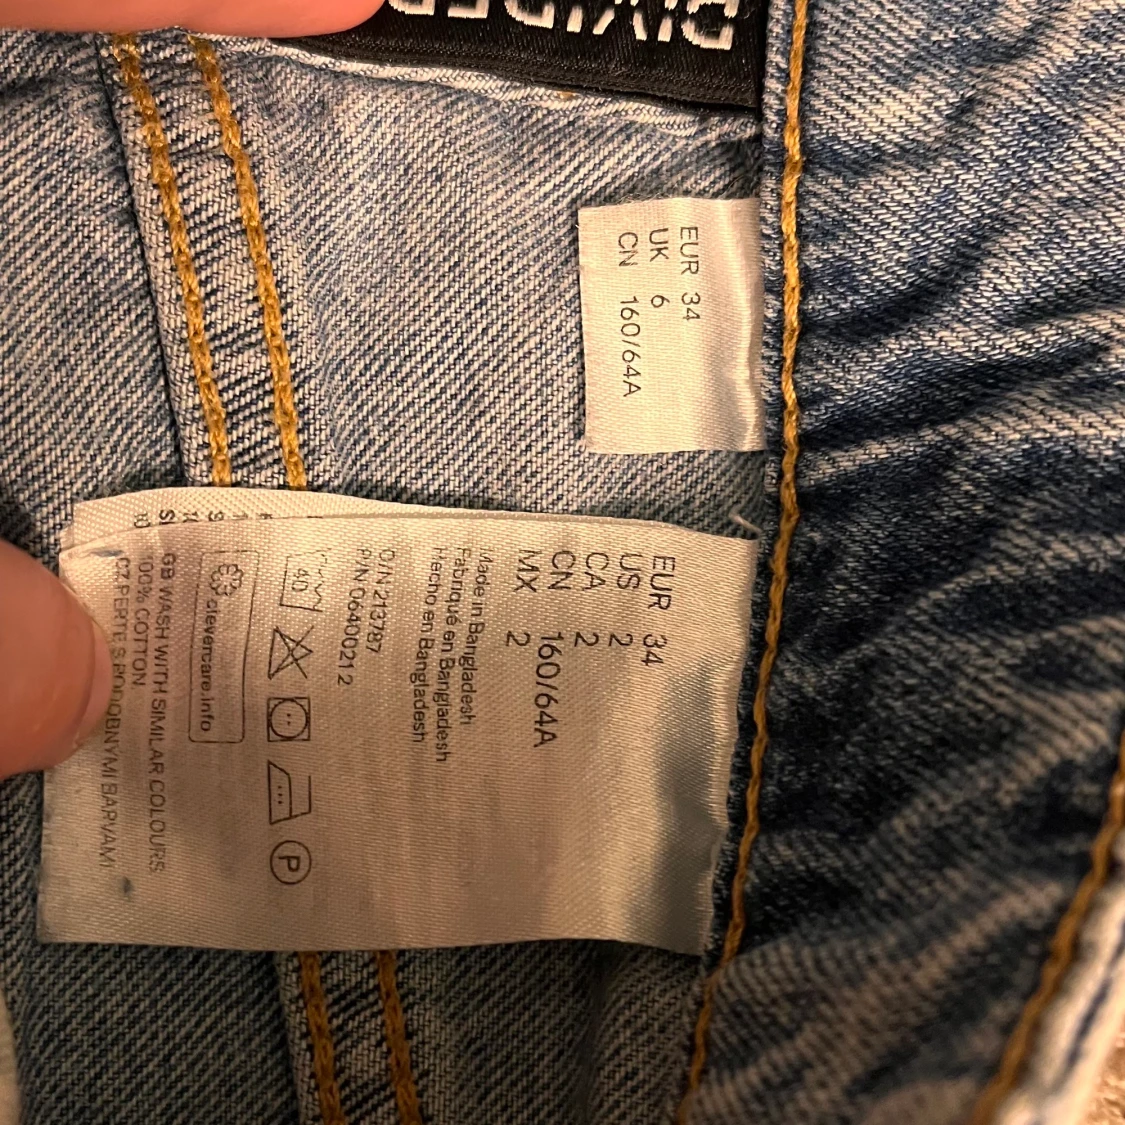 EUR 34
UK 6
CN 160/64A
EUR 34
US 2
CA 2
CN 160/64A
MX 2
Made in Bangladesh
Fabriqué en Bangladesh
Hecho en Bangladesh
O/N 213787
P/N 06400212
40
P
clevercare.info
GB WASH WITH SIMILAR COLOURS
100% COTTON
CZ PERTE S PODOBNYMI BARVAMI